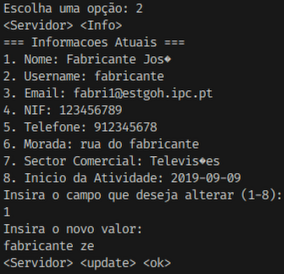 Escolha uma opção: 2
<Servidor> <Info>
=== Informacoes Atuais ===
1. Nome: Fabricante Jos�
2. Username: fabricante
3. Email: fabri1@estgoh.ipc.pt
4. NIF: 123456789
5. Telefone: 912345678
6. Morada: rua do fabricante
7. Sector Comercial: Televis�es
8. Inicio da Atividade: 2019-09-09
Insira o campo que deseja alterar (1-8):
1
Insira o novo valor:
fabricante ze
<Servidor> <update> <ok>